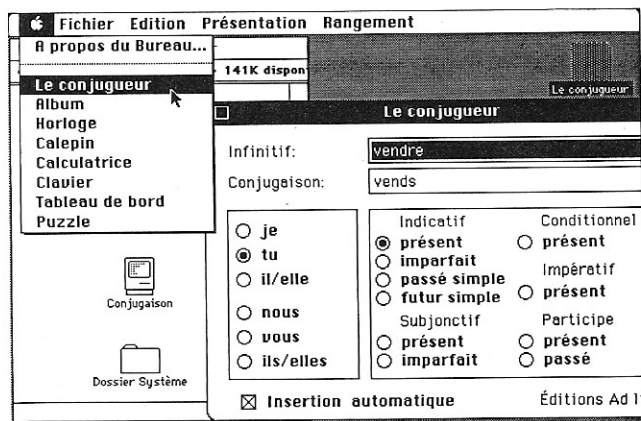 Fichier Edition Présentation Rangement
A propos du Bureau...
Le conjugueur
Album
Horloge
Calepin
Calculatrice
Clavier
Tableau de bord
Puzzle
141K dispon
Le conjugueur
Le conjugueur
Infinitif: vendre
Conjugaison: vends
je
tu
il/elle
nous
vous
ils/elles
Indicatif
présent
imparfait
passé simple
futur simple
Subjonctif
présent
imparfait
Conditionnel
présent
Impératif
présent
Participe
présent
passé
Insertion automatique
Éditions Ad
Conjugaison
Dossier Système